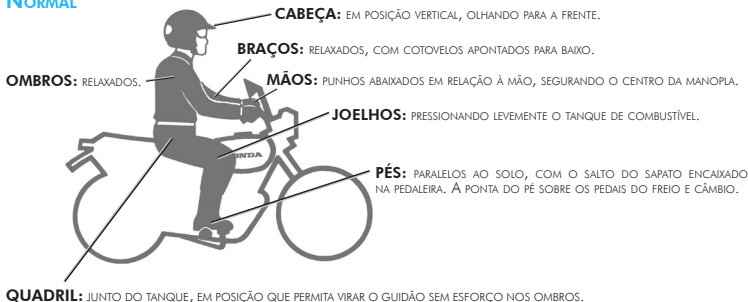 NORMAL
CABEÇA: EM POSIÇÃO VERTICAL, OLHANDO PARA A FRENTE.
BRAÇOS: RELAXADOS, COM COTOVELOS APONTADOS PARA BAIXO.
OMBROS: RELAXADOS.
MÃOS: PUNHOS ABAIXADOS EM RELAÇÃO À MÃO, SEGURANDO O CENTRO DA MANOPLA.
JOELHOS: PRESSIONANDO LEVEMENTE O TANQUE DE COMBUSTÍVEL.
HONDA
PÉS: PARALELOS AO SOLO, COM O SALTO DO SAPATO ENCAIXADO
NA PEDALEIRA. A PONTA DO PÉ SOBRE OS PEDAIS DO FREIO E CÂMBIO.
QUADRIL: JUNTO DO TANQUE, EM POSIÇÃO QUE PERMITA VIRAR O GUIDÃO SEM ESFORÇO NOS OMBROS.